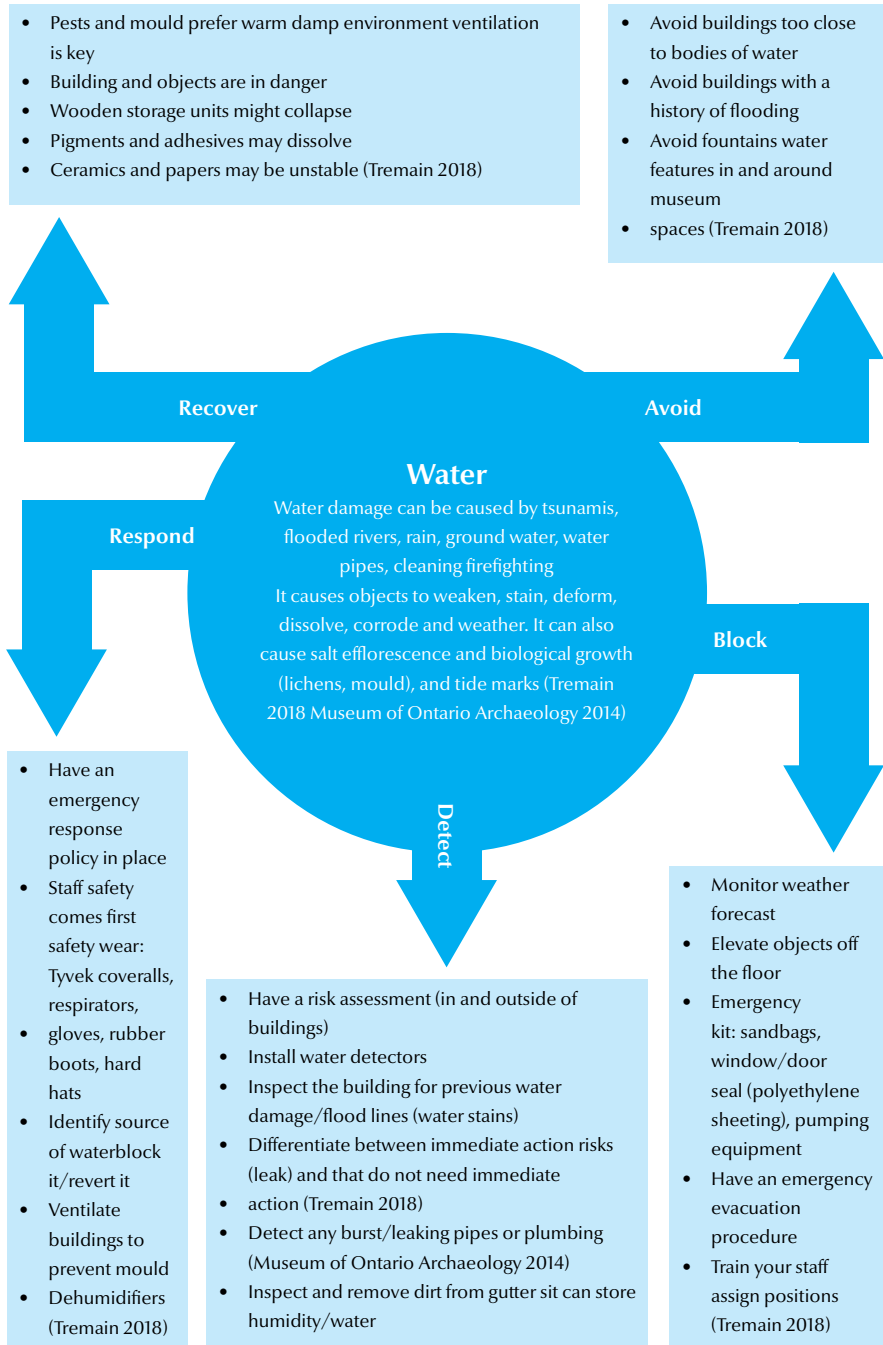 • Pests and mould prefer warm damp environment ventilation
is key
• Building and objects are in danger
• Wooden storage units might collapse
• Pigments and adhesives may dissolve
• Ceramics and papers may be unstable (Tremain 2018)
• Avoid buildings too close
to bodies of water
• Avoid buildings with a
history of flooding
• Avoid fountains water
features in and around
museum
• spaces (Tremain 2018)
Recover
Avoid
Water
Water damage can be caused by tsunamis,
flooded rivers, rain, ground water, water
pipes, cleaning firefighting
It causes objects to weaken, stain, deform,
dissolve, corrode and weather. It can also
cause salt efflorescence and biological growth
(lichens, mould), and tide marks (Tremain
2018 Museum of Ontario Archaeology 2014)
Respond
Block
Detect
• Have an
emergency
response
policy in place
• Staff safety
comes first
safety wear:
Tyvek coveralls,
respirators,
• gloves, rubber
boots, hard
hats
• Identify source
of waterblock
it/revert it
• Ventilate
buildings to
prevent mould
• Dehumidifiers
(Tremain 2018)
• Have a risk assessment (in and outside of
buildings)
• Install water detectors
• Inspect the building for previous water
damage/flood lines (water stains)
• Differentiate between immediate action risks
(leak) and that do not need immediate
• action (Tremain 2018)
• Detect any burst/leaking pipes or plumbing
(Museum of Ontario Archaeology 2014)
• Inspect and remove dirt from gutter sit can store
humidity/water
• Monitor weather
forecast
• Elevate objects off
the floor
• Emergency
kit: sandbags,
window/door
seal (polyethylene
sheeting), pumping
equipment
• Have an emergency
evacuation
procedure
• Train your staff
assign positions
(Tremain 2018)